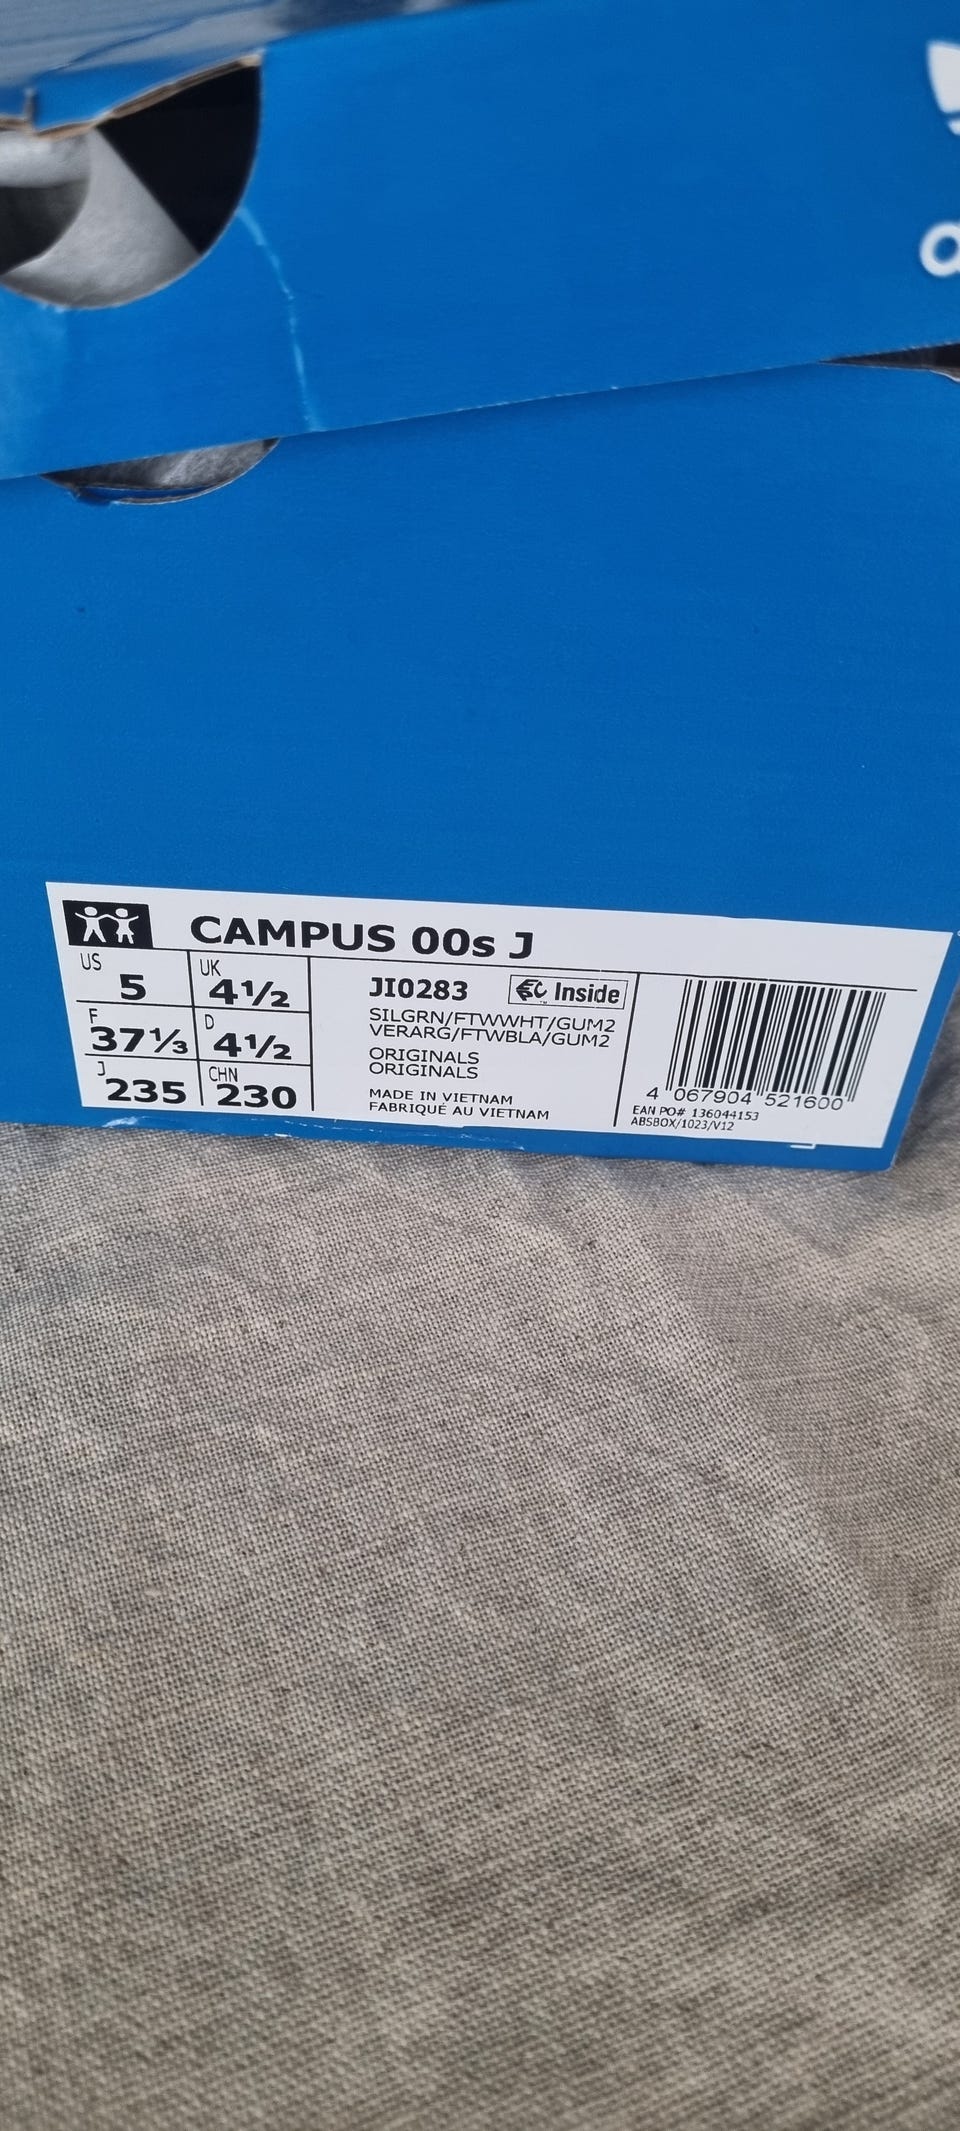 CAMPUS 00s J
US 5
UK 4½
F 37⅓
D 4½
J 235
CHN 230
JI0283
Inside
SILGRN/FTWWHT/GUM2
VERARG/FTWBLA/GUM2
ORIGINALS
ORIGINALS
MADE IN VIETNAM
FABRIQUÉ AU VIETNAM
4 067904 521600
EAN PO# 136044153
ABSBOX/1023/V12